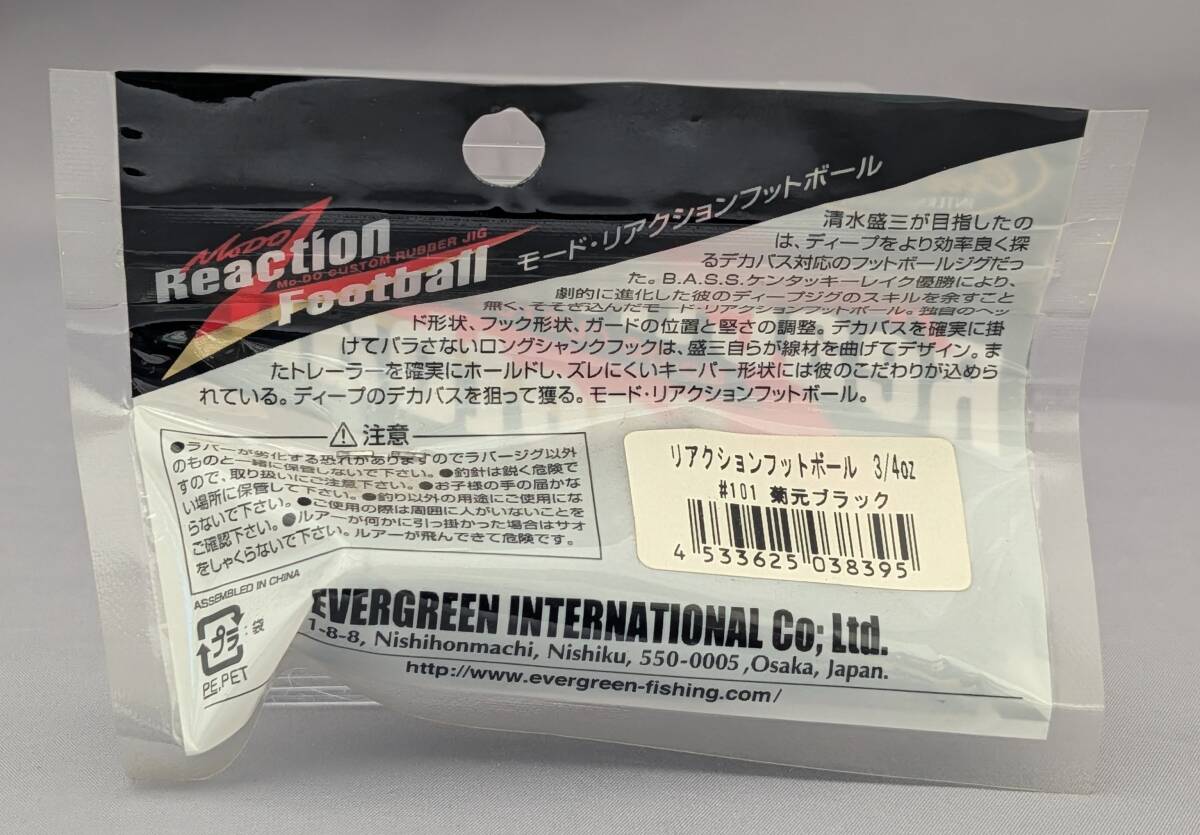 MoDO
Reaction
MO-DO CUSTOM RUBBER JIG
Football
モード・リアクションフットボール
清水盛三が目指したの
は、ディープをより効率良く探
るデカバス対応のフットボールジグだっ
た。B.A.S.S.ケンタッキーレイク優勝により、
劇的に進化した彼のディープジグのスキルを余すこと
無く、そそぎ込んだモード・リアクションフットボール。独自のヘッ
ド形状、フック形状、ガードの位置と堅さの調整。デカバスを確実に掛
けてバラさないロングシャンクフックは、盛三自らが線材を曲げてデザイン。ま
たトレーラーを確実にホールドし、ズレにくいキーパー形状には彼のこだわりが込めら
れている。ディープのデカバスを狙って獲る。モード・リアクションフットボール。
⚠注意
●ラバーが劣化する恐れがありますのでラバージグ以外
のものと一緒に保管しないで下さい。●釣針は鋭く危険で
すので、取り扱いにご注意下さい。●お子様の手の届かな
い場所に保管して下さい。●釣り以外の用途にご使用にな
らないで下さい。●ご使用の際は周囲に人がいないことを
ご確認下さい。●ルアーが何かに引っ掛かった場合はサオ
をしゃくらないで下さい。ルアーが飛んできて危険です。
リアクションフットボール 3/4oz
#101 菊元ブラック
4 533625 038395
ASSEMBLED IN CHINA
プラ
:袋
PE,PET
EVERGREEN INTERNATIONAL Co; Ltd.
1-8-8, Nishihonmachi, Nishiku, 550-0005 ,Osaka, Japan.
http://www.evergreen-fishing.com/